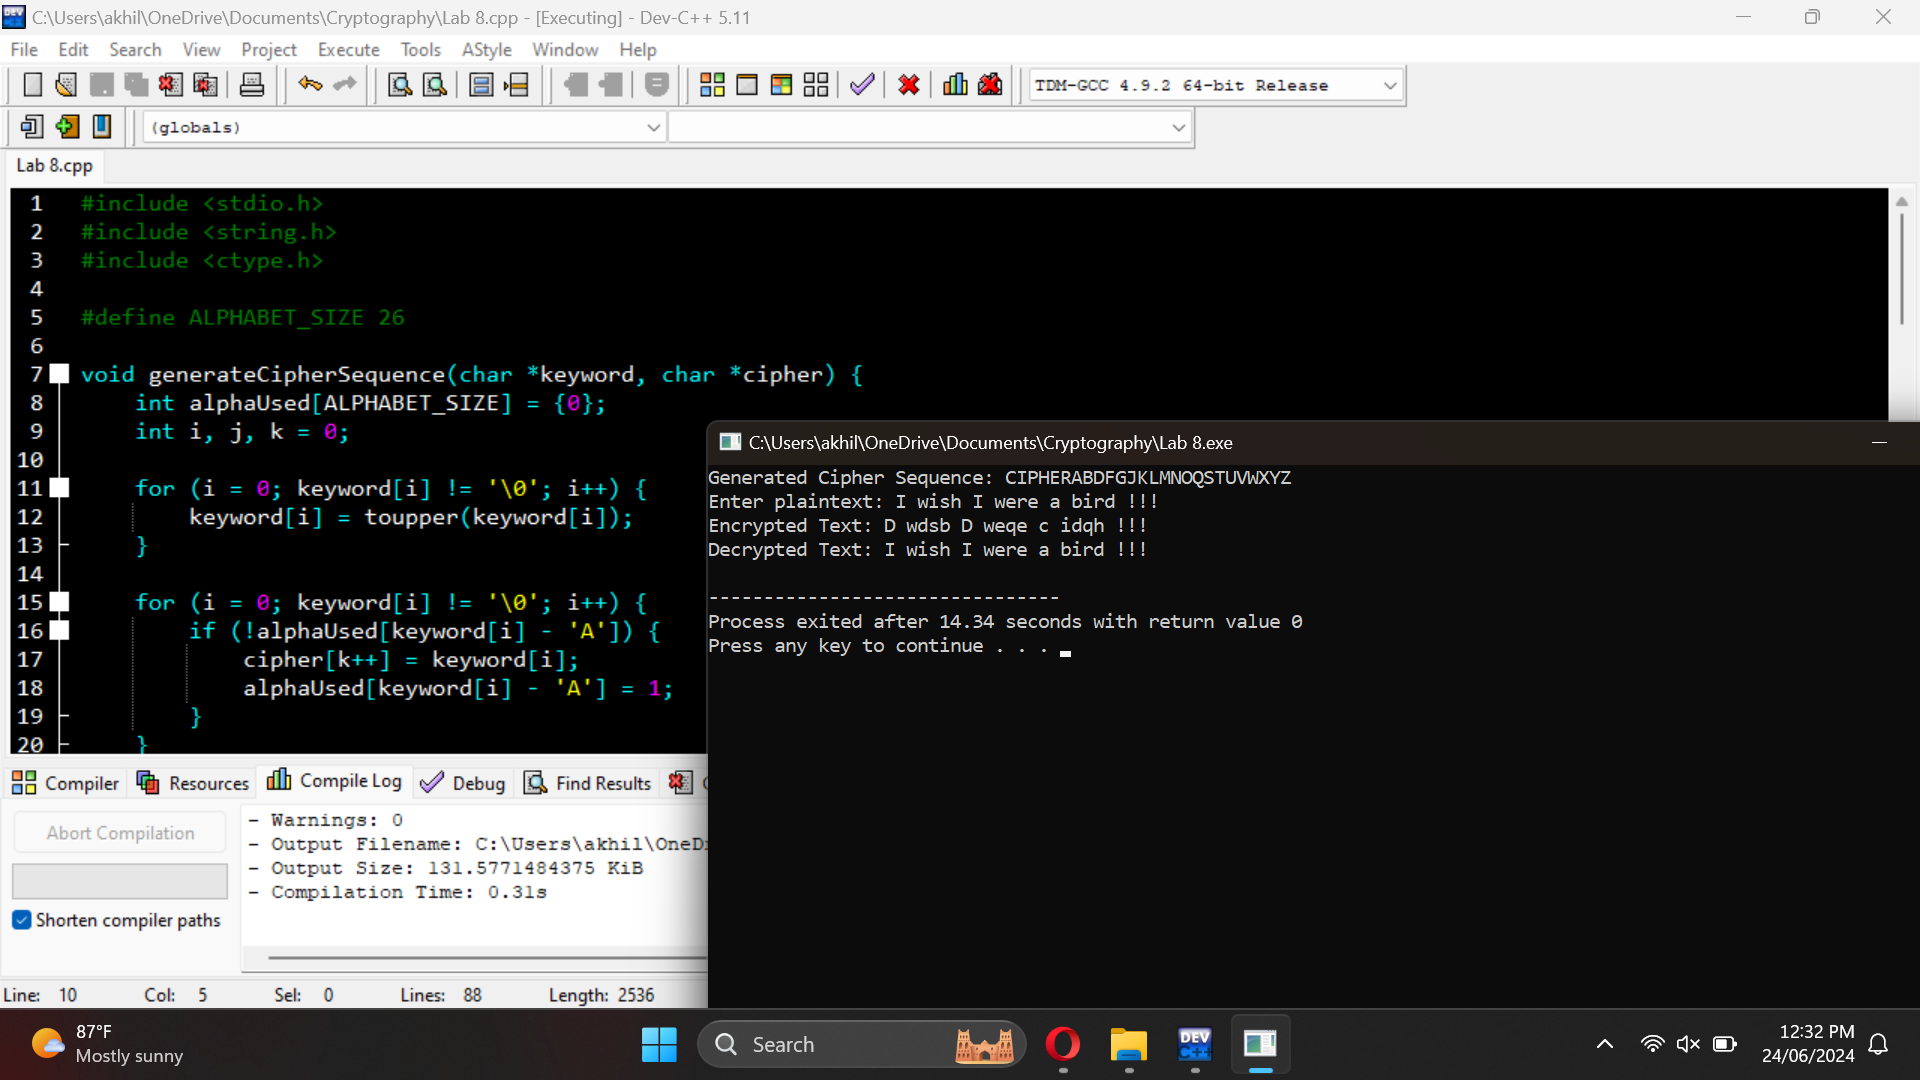 C:\Users\akhil\OneDrive\Documents\Cryptography\Lab 8.cpp - [Executing] - Dev-C++ 5.11
File Edit Search View Project Execute Tools AStyle Window Help
TDM-GCC 4.9.2 64-bit Release
(globals)
Lab 8.cpp
1 #include <stdio.h>
2 #include <string.h>
3 #include <ctype.h>
4
5 #define ALPHABET_SIZE 26
6
7 void generateCipherSequence(char *keyword, char *cipher) {
8 int alphaUsed[ALPHABET_SIZE] = {0};
9 int i, j, k = 0;
10
11 for (i = 0; keyword[i] != '\0'; i++) {
12 keyword[i] = toupper(keyword[i]);
13 }
14
15 for (i = 0; keyword[i] != '\0'; i++) {
16 if (!alphaUsed[keyword[i] - 'A']) {
17 cipher[k++] = keyword[i];
18 alphaUsed[keyword[i] - 'A'] = 1;
19 }
20 }
C:\Users\akhil\OneDrive\Documents\Cryptography\Lab 8.exe
Generated Cipher Sequence: CIPHERABDFGJKLMNOQSTUVWXYZ
Enter plaintext: I wish I were a bird !!!
Encrypted Text: D wdsb D weqe c idqh !!!
Decrypted Text: I wish I were a bird !!!
--------------------------------
Process exited after 14.34 seconds with return value 0
Press any key to continue . . .
Compiler Resources Compile Log Debug Find Results
Abort Compilation
Shorten compiler paths
- Warnings: 0
- Output Filename: C:\Users\akhil\OneD
- Output Size: 131.5771484375 KiB
- Compilation Time: 0.31s
Line: 10 Col: 5 Sel: 0 Lines: 88 Length: 2536
87°F
Mostly sunny
Search
DEV
C++
12:32 PM
24/06/2024